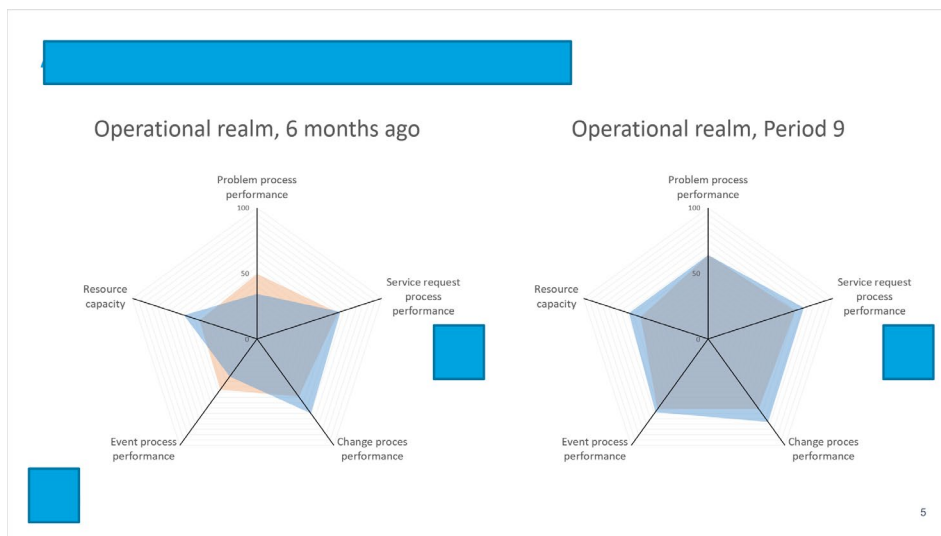 Operational realm, 6 months ago
Problem process
performance
100
50
0
Service request
process
performance
Change proces
performance
Event process
performance
Resource
capacity
Operational realm, Period 9
Problem process
performance
100
50
0
Service request
process
performance
Change proces
performance
Event process
performance
Resource
capacity
5